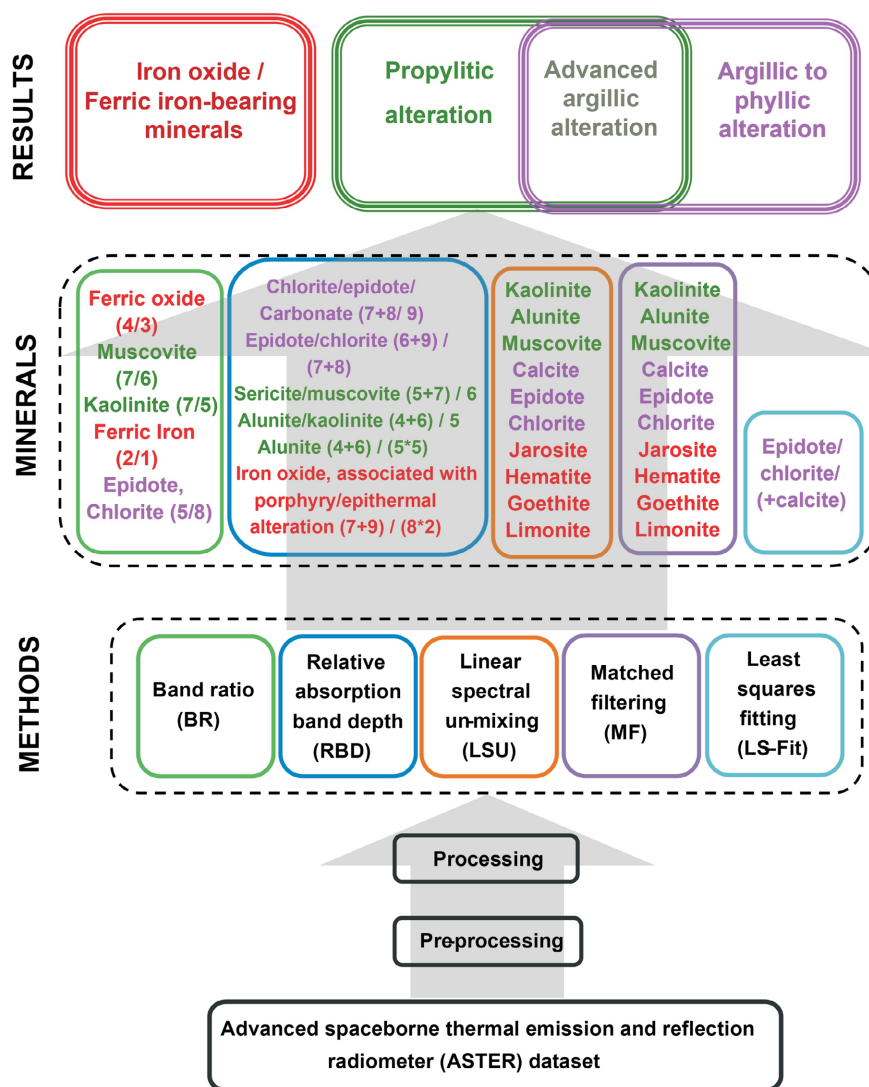 RESULTS
Iron oxide /
Ferric iron-bearing
minerals
Propylitic
alteration
Advanced
argillic
alteration
Argillic to
phyllic
alteration
MINERALS
Ferric oxide
(4/3)
Muscovite
(7/6)
Kaolinite (7/5)
Ferric Iron
(2/1)
Epidote,
Chlorite (5/8)
Chlorite/epidote/
Carbonate (7+8/ 9)
Epidote/chlorite (6+9) /
(7+8)
Sericite/muscovite (5+7) / 6
Alunite/kaolinite (4+6) / 5
Alunite (4+6) / (5*5)
Iron oxide, associated with
porphyry/epithermal
alteration (7+9) / (8*2)
Kaolinite
Alunite
Muscovite
Calcite
Epidote
Chlorite
Jarosite
Hematite
Goethite
Limonite
Kaolinite
Alunite
Muscovite
Calcite
Epidote
Chlorite
Jarosite
Hematite
Goethite
Limonite
Epidote/
chlorite/
(+calcite)
METHODS
Band ratio
(BR)
Relative
absorption
band depth
(RBD)
Linear
spectral
un-mixing
(LSU)
Matched
filtering
(MF)
Least
squares
fitting
(LS-Fit)
Processing
Pre-processing
Advanced spaceborne thermal emission and reflection
radiometer (ASTER) dataset